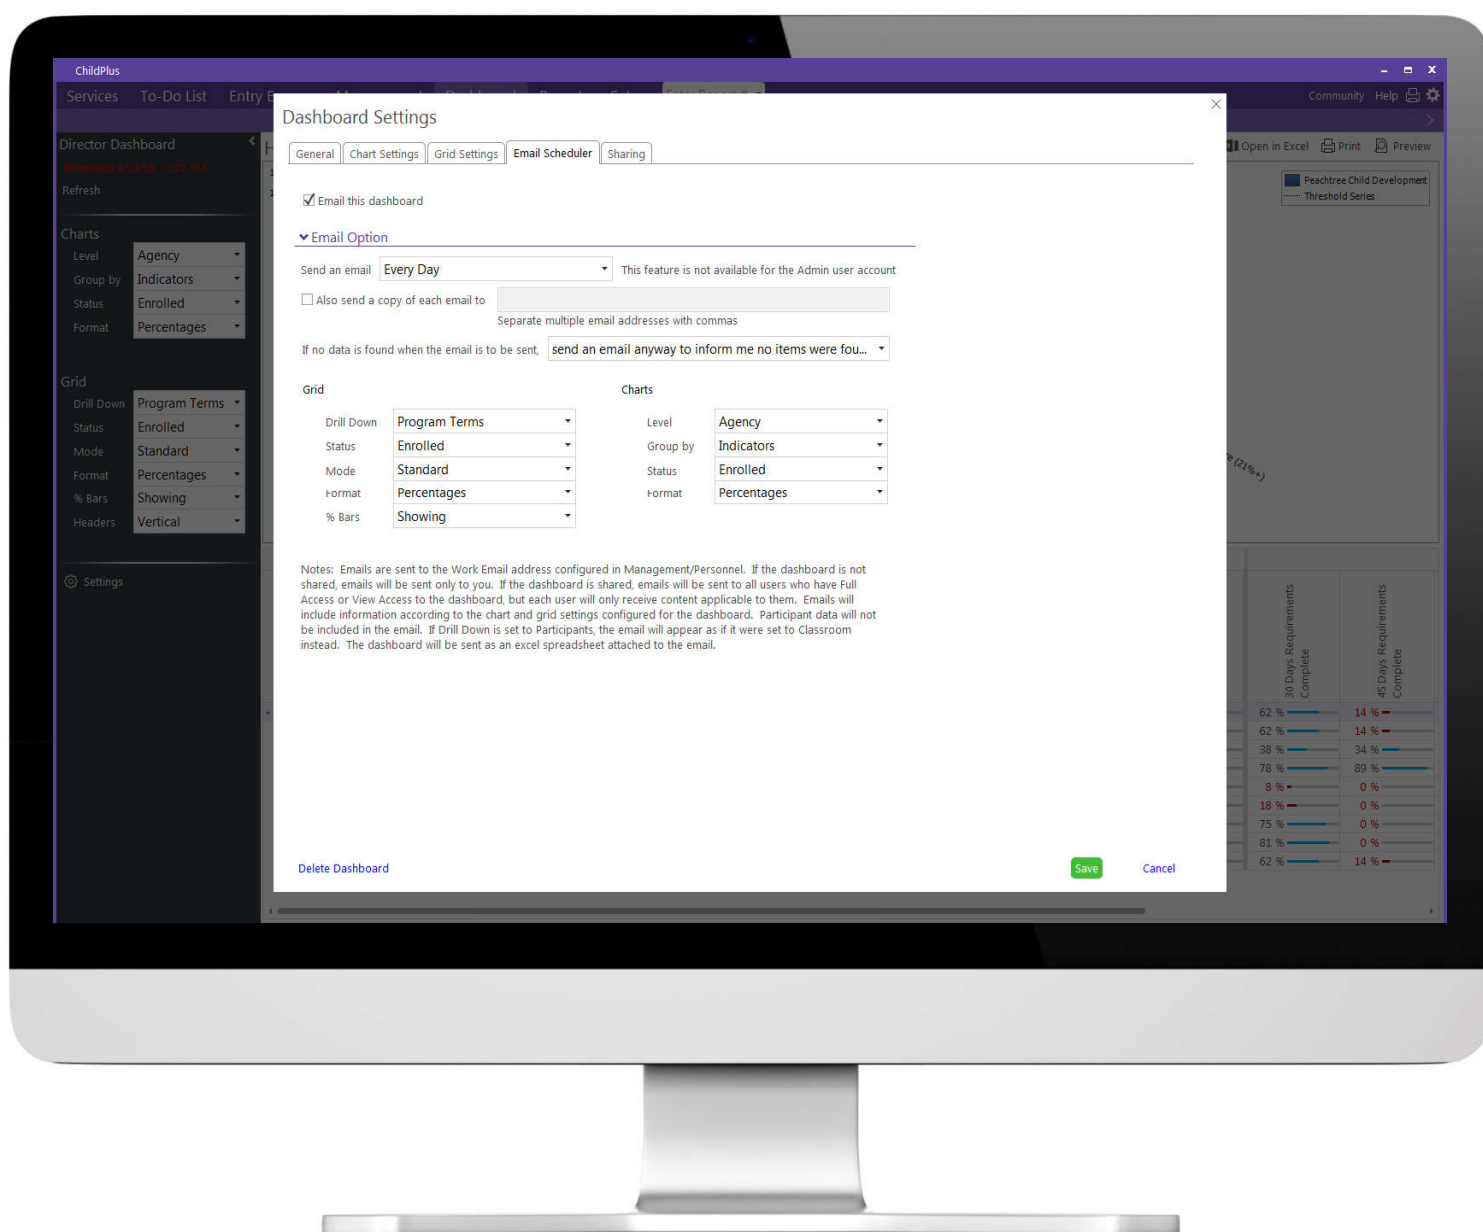 ChildPlus
Services To-Do List Entry
Community Help
Director Dashboard
Refresh
Open in Excel Print Preview
Peachtree Child Development
Threshold Series
Charts
Level Agency
Group by Indicators
Status Enrolled
Format Percentages
Grid
Drill Down Program Terms
Status Enrolled
Mode Standard
Format Percentages
% Bars Showing
Headers Vertical
Settings
Dashboard Settings
General Chart Settings Grid Settings Email Scheduler Sharing
Email this dashboard
Email Option
Send an email Every Day This feature is not available for the Admin user account
Also send a copy of each email to
Separate multiple email addresses with commas
If no data is found when the email is to be sent, send an email anyway to inform me no items were fou...
Grid Charts
Drill Down Program Terms Level Agency
Status Enrolled Group by Indicators
Mode Standard Status Enrolled
Format Percentages Format Percentages
% Bars Showing
Notes: Emails are sent to the Work Email address configured in Management/Personnel. If the dashboard is not
shared, emails will be sent only to you. If the dashboard is shared, emails will be sent to all users who have Full
Access or View Access to the dashboard, but each user will only receive content applicable to them. Emails will
include information according to the chart and grid settings configured for the dashboard. Participant data will not
be included in the email. If Drill Down is set to Participants, the email will appear as if it were set to Classroom
instead. The dashboard will be sent as an excel spreadsheet attached to the email.
Delete Dashboard Save Cancel
(21%+)
30 Days Requirements
Complete
45 Days Requirements
Complete
62 % 14 %
62 % 14 %
38 % 34 %
78 % 89 %
8 % 0 %
18 % 0 %
75 % 0 %
81 % 0 %
62 % 14 %